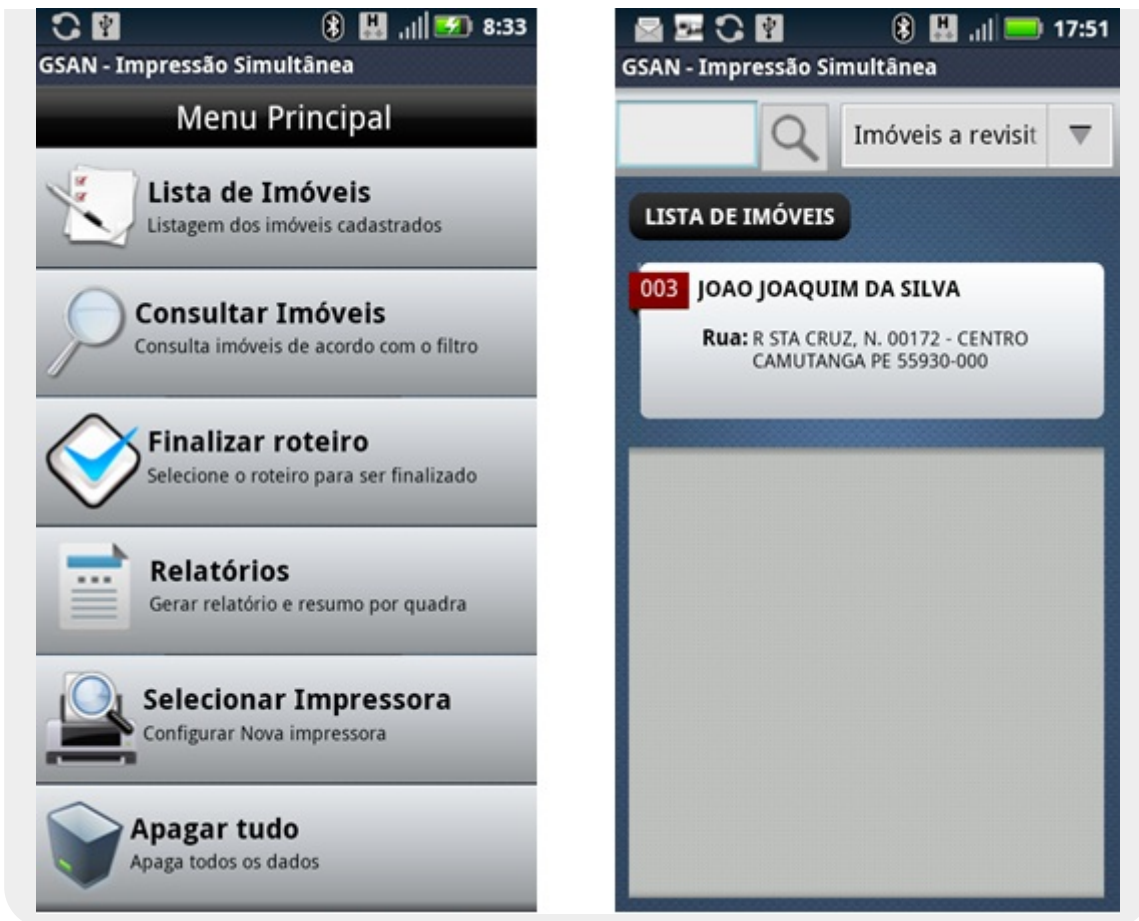 8:33
GSAN - Impressão Simultânea
Menu Principal
Lista de Imóveis
Listagem dos imóveis cadastrados
Consultar Imóveis
Consulta imóveis de acordo com o filtro
Finalizar roteiro
Selecione o roteiro para ser finalizado
Relatórios
Gerar relatório e resumo por quadra
Selecionar Impressora
Configurar Nova impressora
Apagar tudo
Apaga todos os dados
17:51
GSAN - Impressão Simultânea
Imóveis a revisit
LISTA DE IMÓVEIS
003 JOAO JOAQUIM DA SILVA
Rua: R STA CRUZ, N. 00172 - CENTRO
CAMUTANGA PE 55930-000